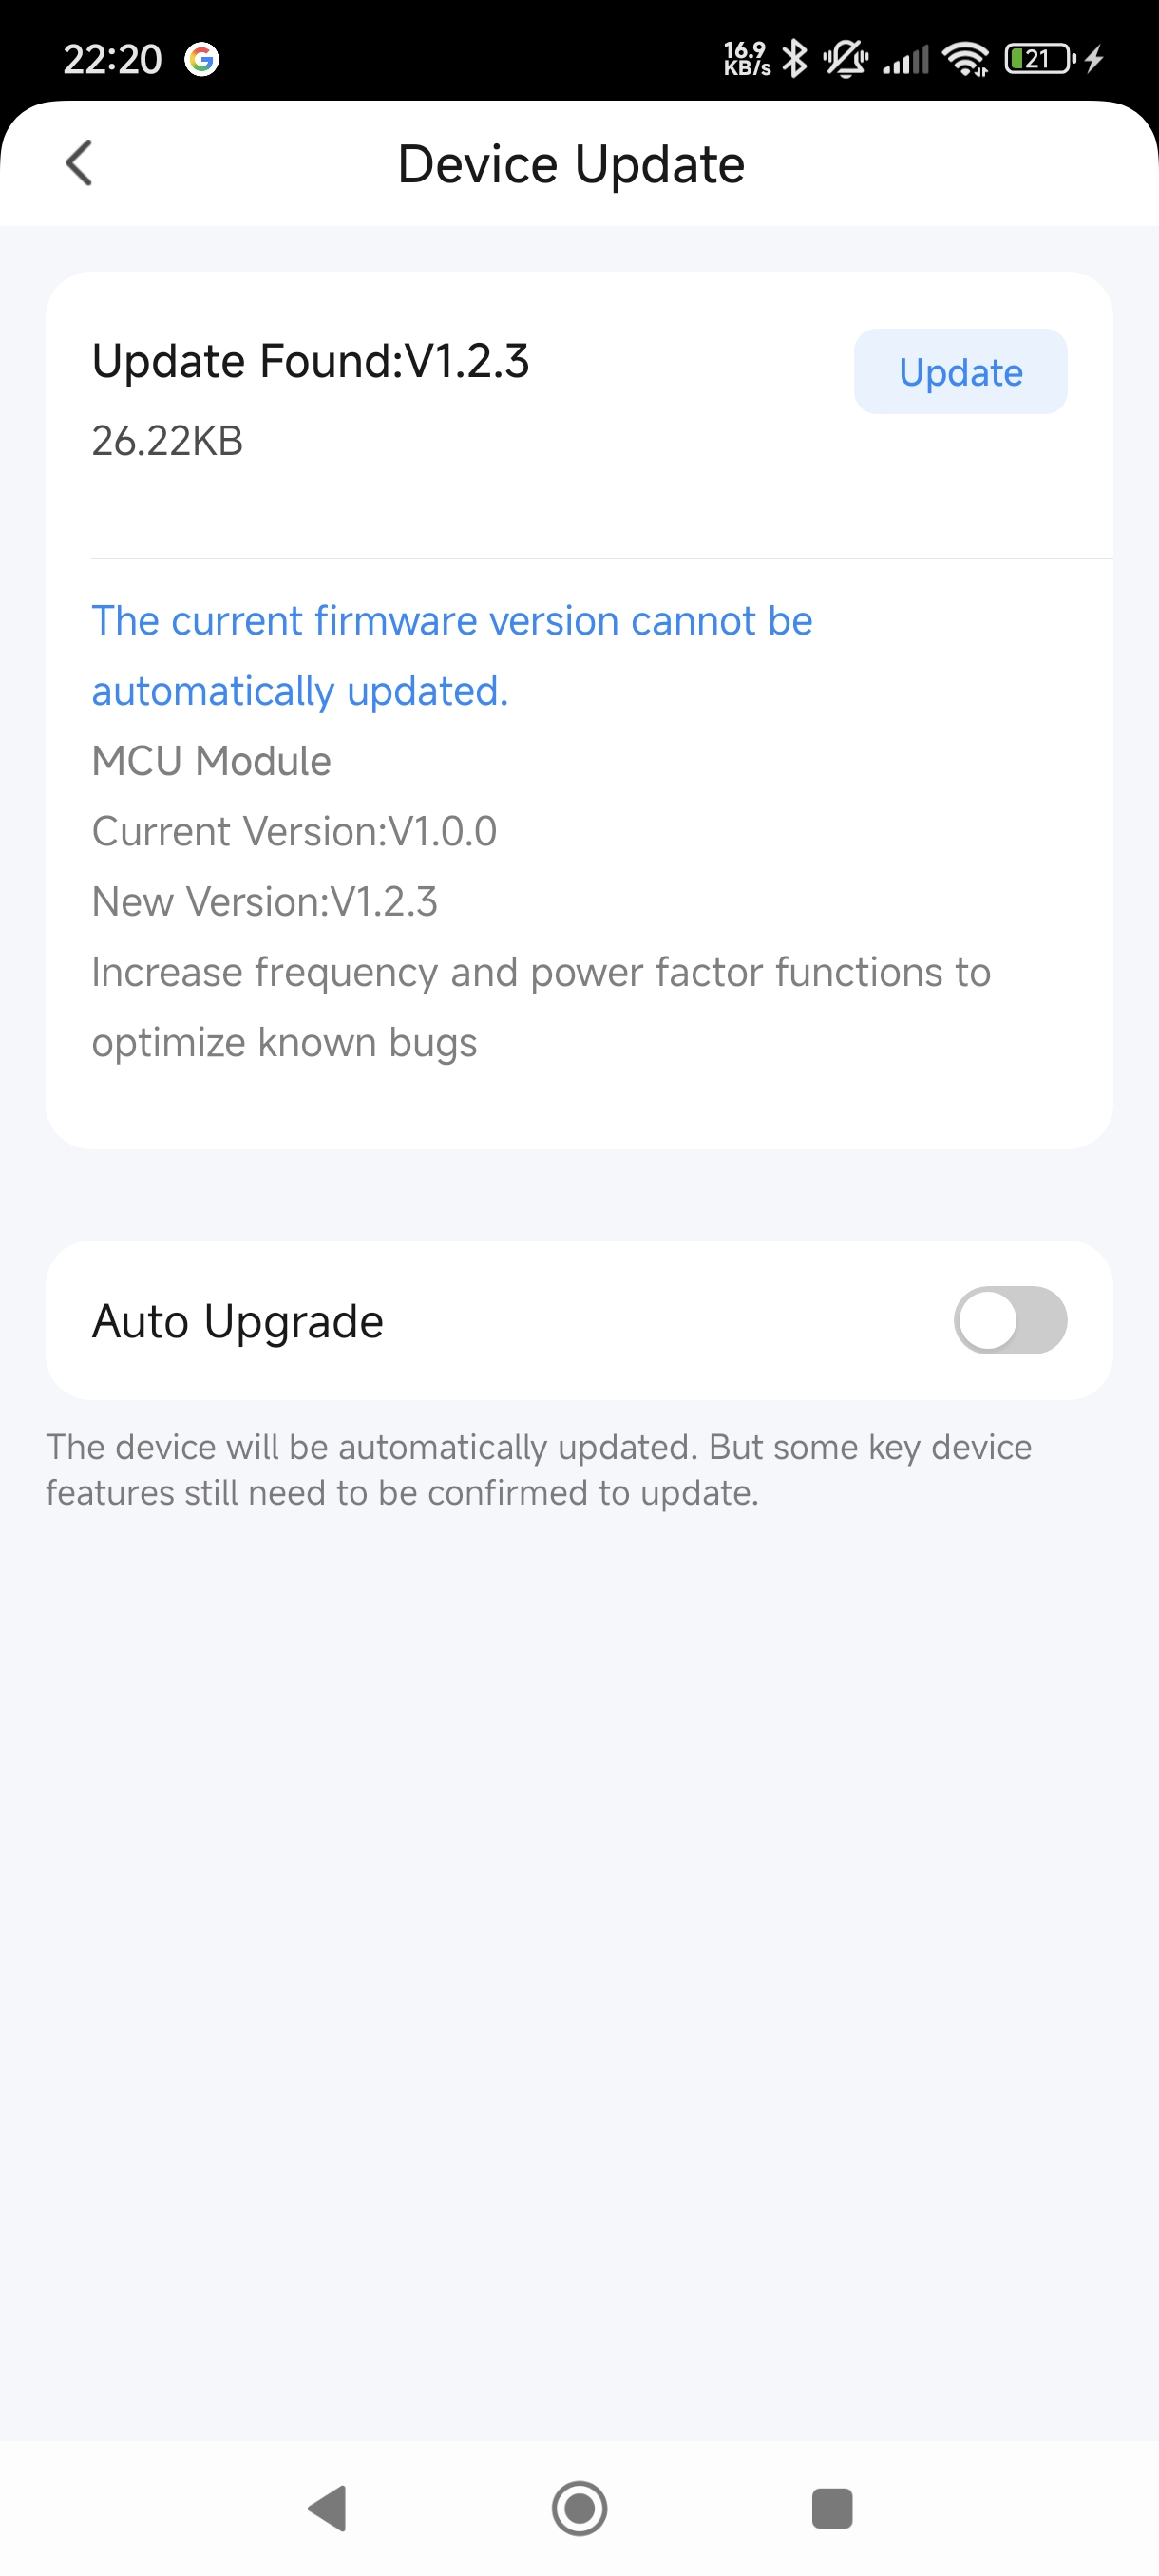 22:20
16.9
KB/s
21
Device Update
Update Found:V1.2.3
Update
26.22KB
The current firmware version cannot be
automatically updated.
MCU Module
Current Version:V1.0.0
New Version:V1.2.3
Increase frequency and power factor functions to
optimize known bugs
Auto Upgrade
The device will be automatically updated. But some key device
features still need to be confirmed to update.